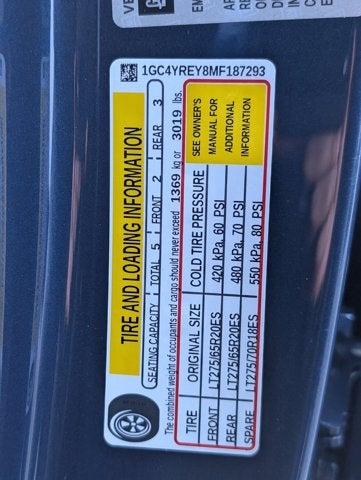 1GC4YREY8MF187293
TIRE AND LOADING INFORMATION
SEATING CAPACITY TOTAL 5 FRONT 2 REAR 3
The combined weight of occupants and cargo should never exceed 1369 kg or 3019 lbs.
TIRE ORIGINAL SIZE COLD TIRE PRESSURE SEE OWNER'S
FRONT LT275/65R20ES 420 kPa, 60 PSI MANUAL FOR
REAR LT275/65R20ES 480 kPa, 70 PSI ADDITIONAL
SPARE LT275/70R18ES 550 kPa, 80 PSI INFORMATION